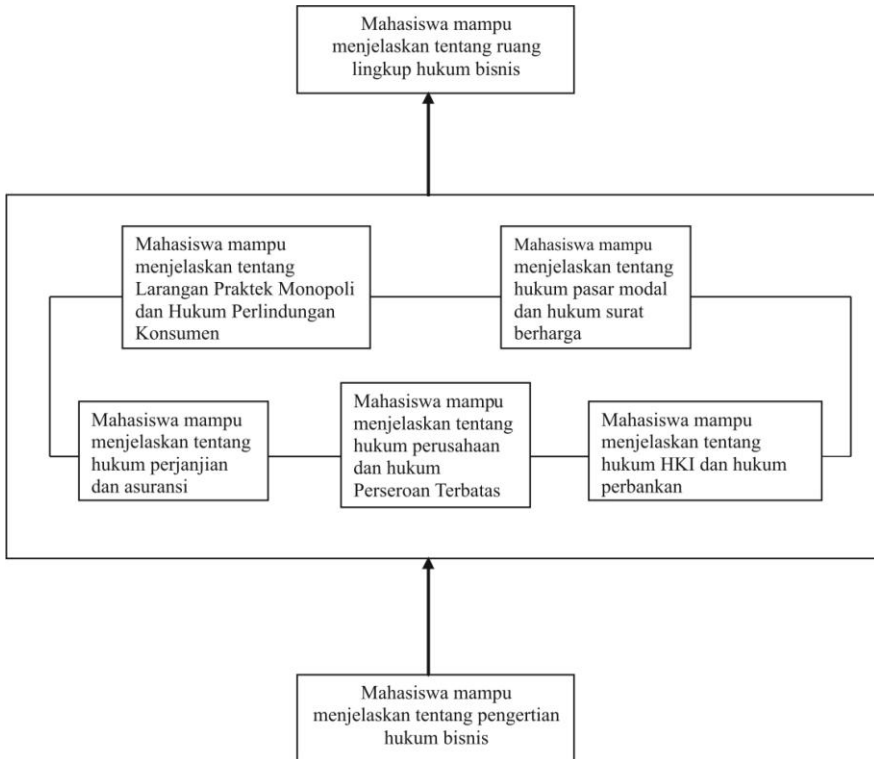 Mahasiswa mampu
menjelaskan tentang ruang
lingkup hukum bisnis
Mahasiswa mampu
menjelaskan tentang
Larangan Praktek Monopoli
dan Hukum Perlindungan
Konsumen
Mahasiswa mampu
menjelaskan tentang
hukum pasar modal
dan hukum surat
berharga
Mahasiswa mampu
menjelaskan tentang
hukum perjanjian
dan asuransi
Mahasiswa mampu
menjelaskan tentang
hukum perusahaan
dan hukum
Perseroan Terbatas
Mahasiswa mampu
menjelaskan tentang
hukum HKI dan hukum
perbankan
Mahasiswa mampu
menjelaskan tentang pengertian
hukum bisnis